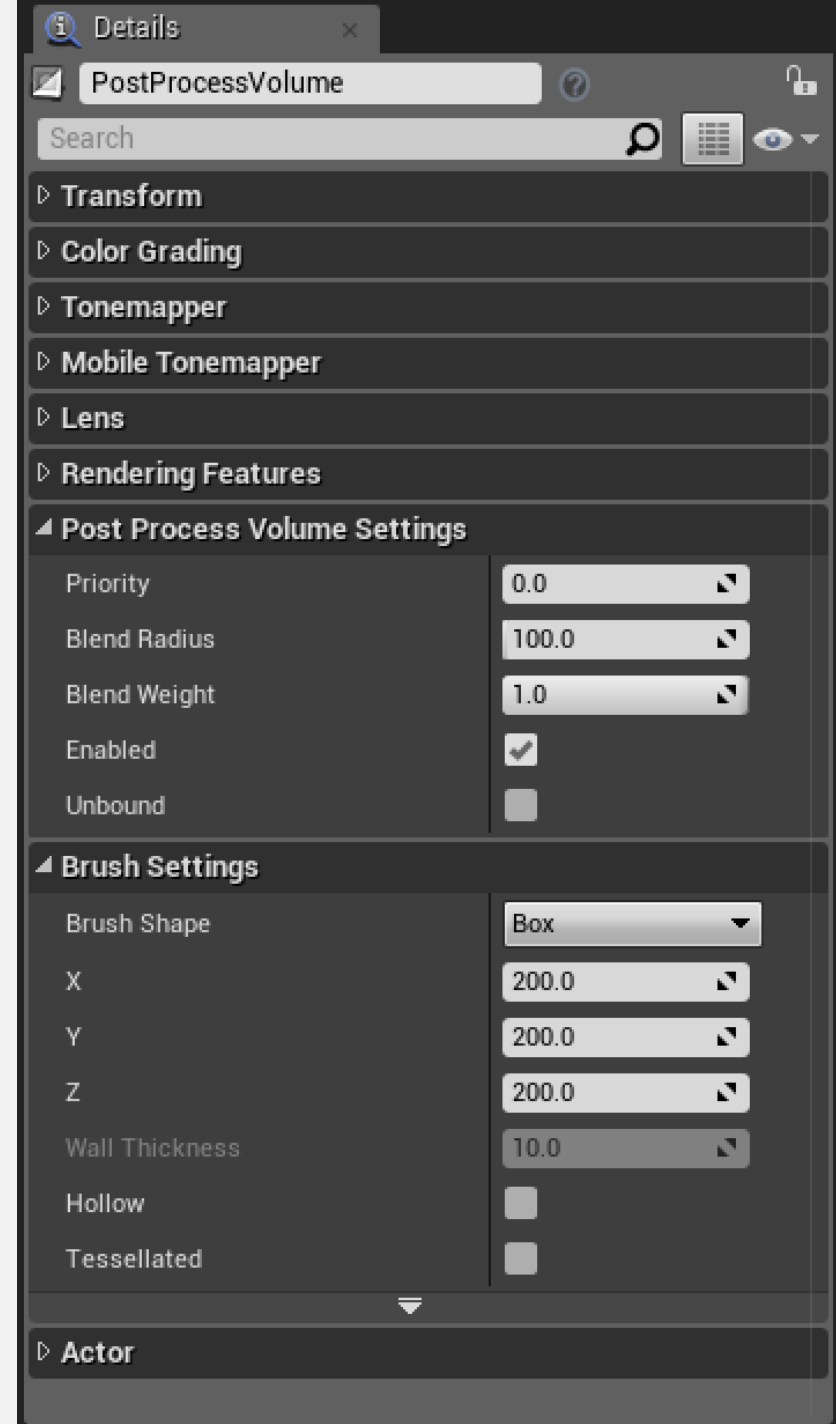 Details
PostProcessVolume
Search
Transform
Color Grading
Tonemapper
Mobile Tonemapper
Lens
Rendering Features
Post Process Volume Settings
Priority 0.0
Blend Radius 100.0
Blend Weight 1.0
Enabled
Unbound
Brush Settings
Brush Shape Box
X 200.0
Y 200.0
Z 200.0
Wall Thickness 10.0
Hollow
Tessellated
Actor